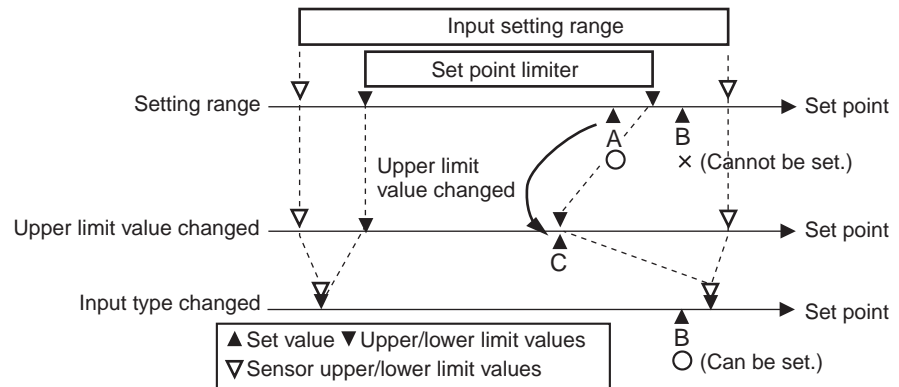 Input setting range
Set point limiter
Setting range
Set point
A
B
○
× (Cannot be set.)
Upper limit
value changed
Upper limit value changed
Set point
C
Input type changed
Set point
B
○ (Can be set.)
▲ Set value ▼ Upper/lower limit values
▽ Sensor upper/lower limit values